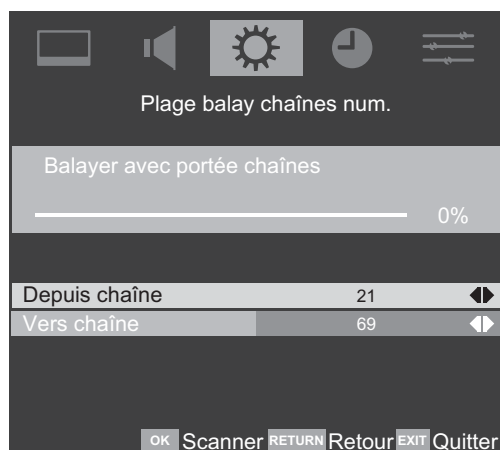 Plage balay chaînes num.
Balayer avec portée chaînes
0%
Depuis chaîne 21
Vers chaîne 69
OK Scanner RETURN Retour EXIT Quitter